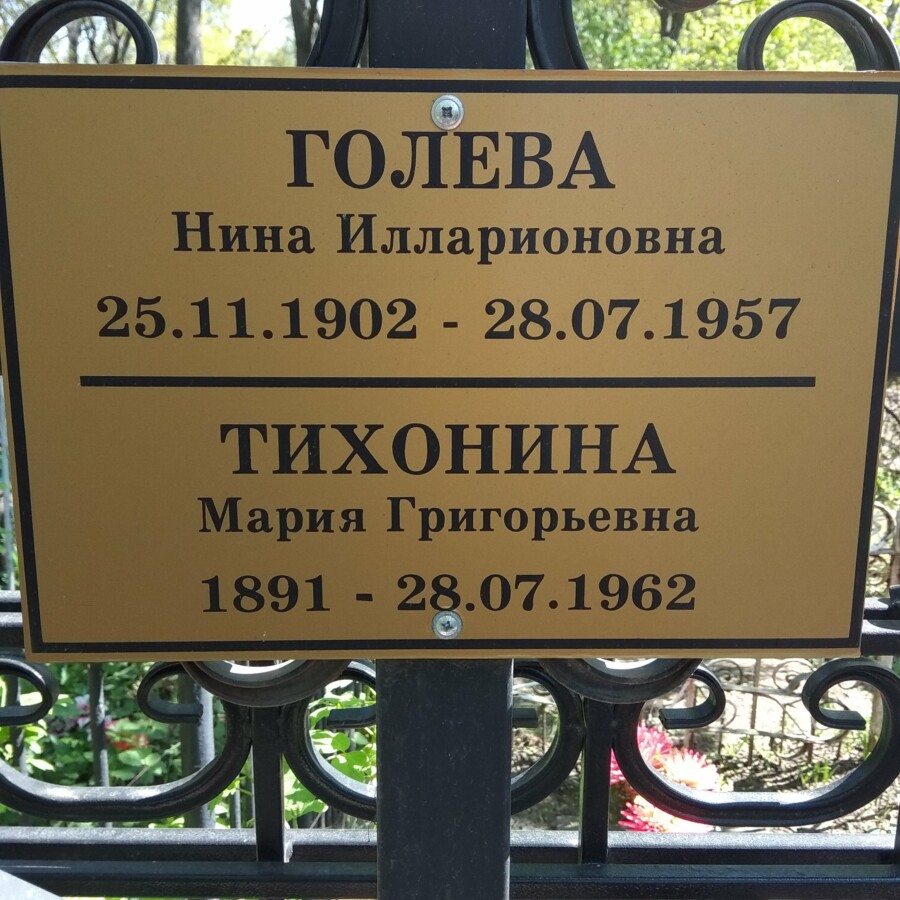 ГОЛЕВА
Нина Илларионовна
25.11.1902 - 28.07.1957
ТИХОНИНА
Мария Григорьевна
1891 - 28.07.1962